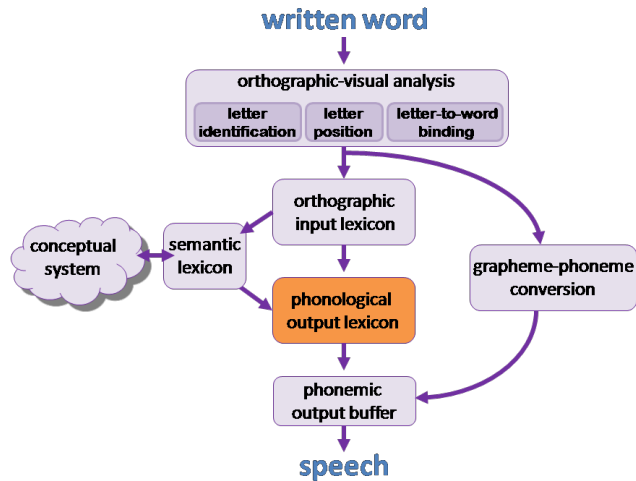 written word
orthographic-visual analysis
letter
identification
letter
position
letter-to-word
binding
orthographic
input lexicon
conceptual
system
semantic
lexicon
grapheme-phoneme
conversion
phonological
output lexicon
phonemic
output buffer
speech